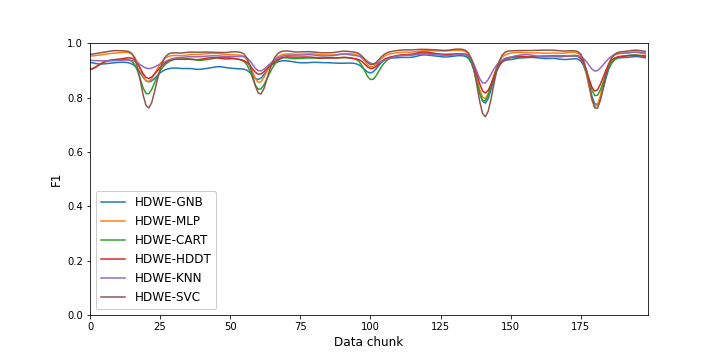 1.0
0.8
0.6
0.4
0.2
0.0
F1
HDWE-GNB
HDWE-MLP
HDWE-CART
HDWE-HDDT
HDWE-KNN
HDWE-SVC
0 25 50 75 100 125 150 175
Data chunk